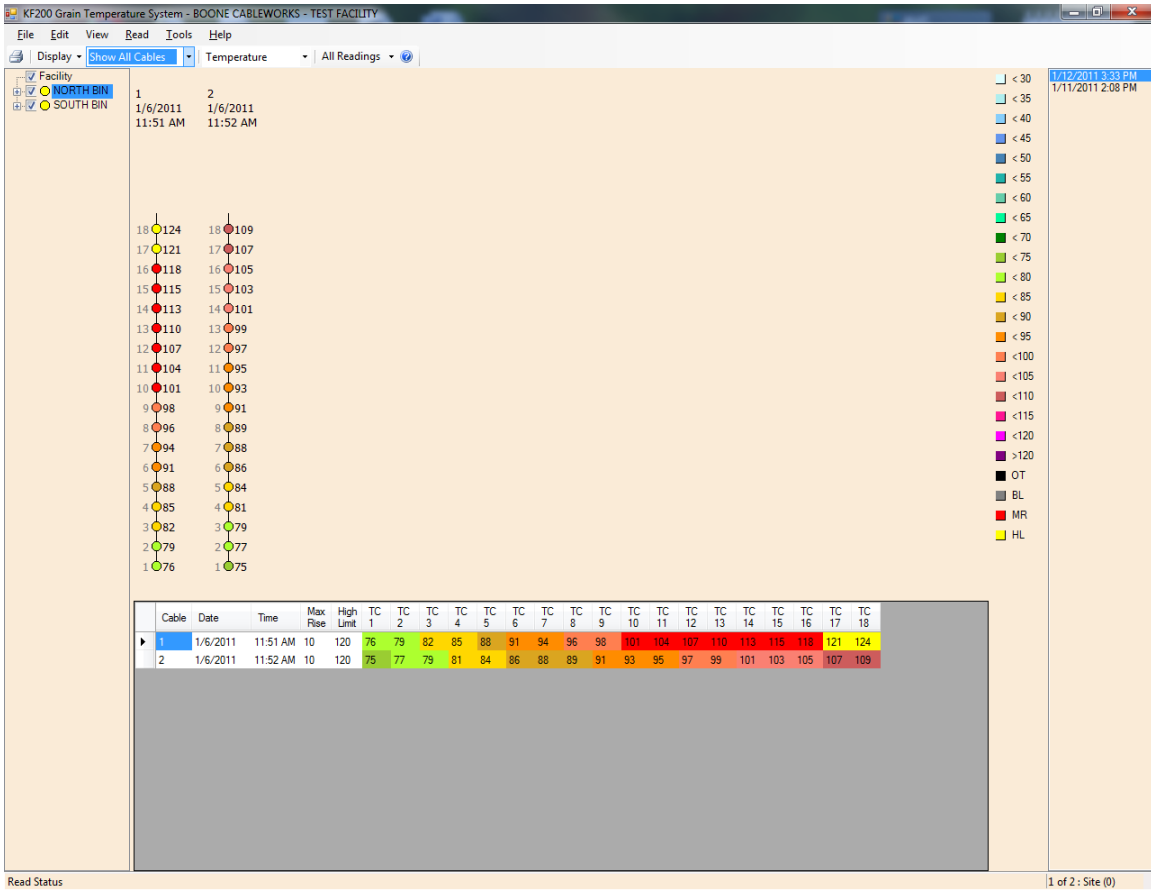 KF200 Grain Temperature System - BOONE CABLEWORKS - TEST FACILITY
File Edit View Read Tools Help
Display Show All Cables Temperature All Readings
Facility
NORTH BIN
SOUTH BIN
1 2
1/6/2011 1/6/2011
11:51 AM 11:52 AM
18 124 18 109
17 121 17 107
16 118 16 105
15 115 15 103
14 113 14 101
13 110 13 99
12 107 12 97
11 104 11 95
10 101 10 93
9 98 9 91
8 96 8 89
7 94 7 88
6 91 6 86
5 88 5 84
4 85 4 81
3 82 3 79
2 79 2 77
1 76 1 75
< 30
< 35
< 40
< 45
< 50
< 55
< 60
< 65
< 70
< 75
< 80
< 85
< 90
< 95
<100
<105
<110
<115
<120
>120
OT
BL
MR
HL
1/12/2011 3:33 PM
1/11/2011 2:08 PM
Cable Date Time Max Rise High Limit TC 1 TC 2 TC 3 TC 4 TC 5 TC 6 TC 7 TC 8 TC 9 TC 10 TC 11 TC 12 TC 13 TC 14 TC 15 TC 16 TC 17 TC 18
1 1/6/2011 11:51 AM 10 120 76 79 82 85 88 91 94 96 98 101 104 107 110 113 115 118 121 124
2 1/6/2011 11:52 AM 10 120 75 77 79 81 84 86 88 89 91 93 95 97 99 101 103 105 107 109
Read Status
1 of 2 : Site (0)